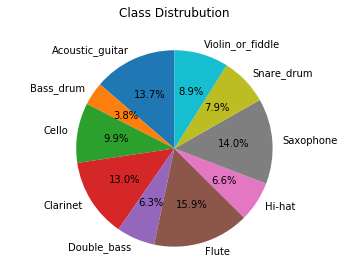 Class Distrubution
Acoustic_guitar
13.7%
Bass_drum
3.8%
Cello
9.9%
Clarinet
13.0%
Double_bass
6.3%
Flute
15.9%
Hi-hat
6.6%
Saxophone
14.0%
Snare_drum
7.9%
Violin_or_fiddle
8.9%